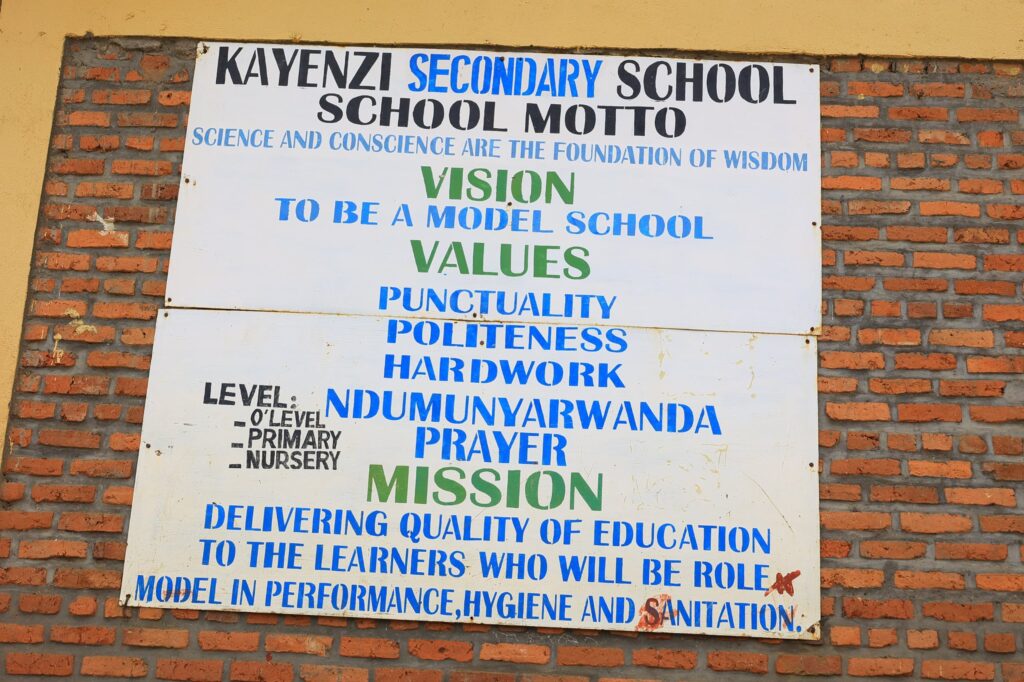 KAYENZI SECONDARY SCHOOL
SCHOOL MOTTO
SCIENCE AND CONSCIENCE ARE THE FOUNDATION OF WISDOM
VISION
TO BE A MODEL SCHOOL
VALUES
PUNCTUALITY
POLITENESS
HARDWORK
NDUMUNYARWANDA
PRAYER
LEVEL:
- O'LEVEL
- PRIMARY
- NURSERY
MISSION
DELIVERING QUALITY OF EDUCATION
TO THE LEARNERS WHO WILL BE ROLE
MODEL IN PERFORMANCE,HYGIENE AND SANITATION.